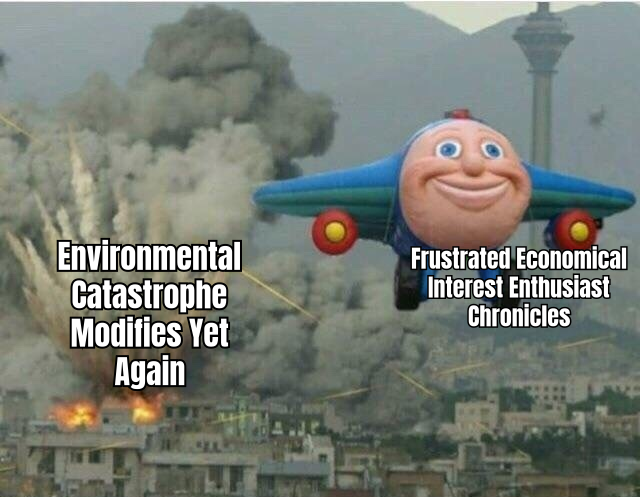 Environmental
Catastrophe
Modifies Yet
Again
Frustrated Economical
Interest Enthusiast
Chronicles